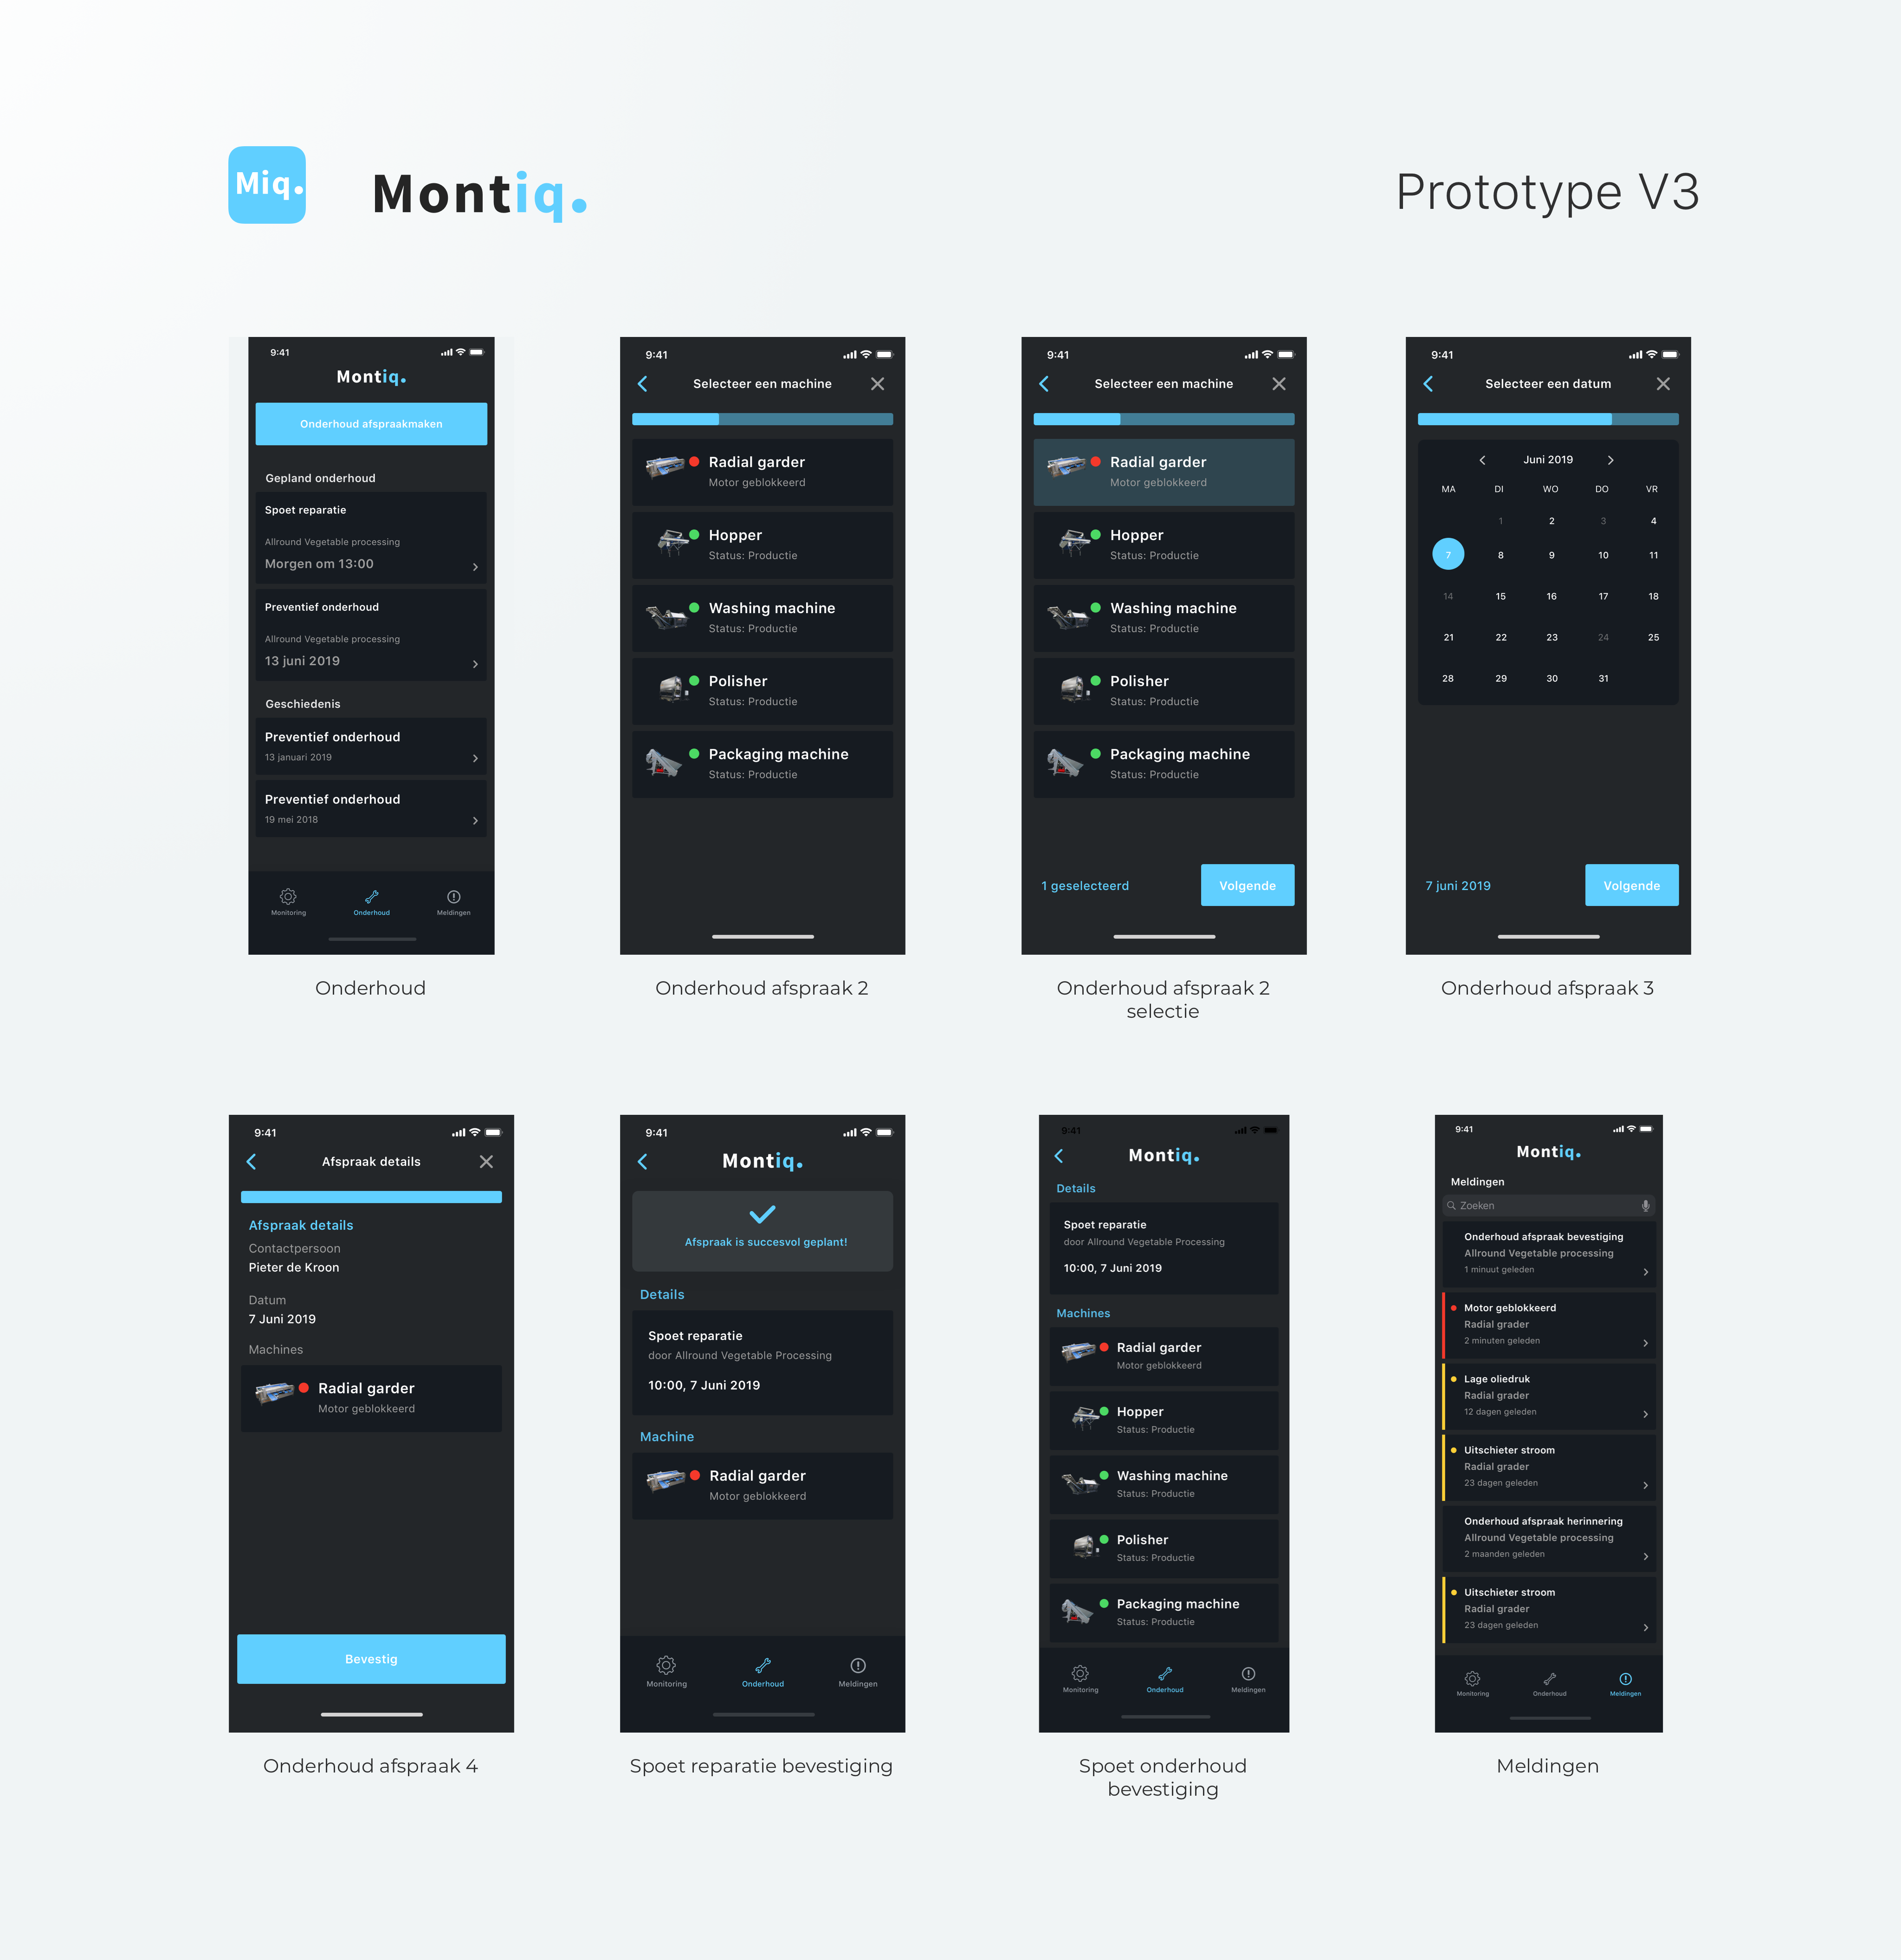 Miq.
Montiq.
Prototype V3
9:41
Montiq.
Onderhoud afspraakmaken
Gepland onderhoud
Spoet reparatie
Allround Vegetable processing
Morgen om 13:00
Preventief onderhoud
Allround Vegetable processing
13 juni 2019
Geschiedenis
Preventief onderhoud
13 januari 2019
Preventief onderhoud
19 mei 2018
Monitoring
Onderhoud
Meldingen
Onderhoud
9:41
Selecteer een machine
Radial garder
Motor geblokkeerd
Hopper
Status: Productie
Washing machine
Status: Productie
Polisher
Status: Productie
Packaging machine
Status: Productie
Onderhoud afspraak 2
9:41
Selecteer een machine
Radial garder
Motor geblokkeerd
Hopper
Status: Productie
Washing machine
Status: Productie
Polisher
Status: Productie
Packaging machine
Status: Productie
1 geselecteerd
Volgende
Onderhoud afspraak 2
selectie
9:41
Selecteer een datum
Juni 2019
MA DI WO DO VR
1 2 3 4
7 8 9 10 11
14 15 16 17 18
21 22 23 24 25
28 29 30 31
7 juni 2019
Volgende
Onderhoud afspraak 3
9:41
Afspraak details
Afspraak details
Contactpersoon
Pieter de Kroon
Datum
7 Juni 2019
Machines
Radial garder
Motor geblokkeerd
Bevestig
Onderhoud afspraak 4
9:41
Montiq.
Afspraak is succesvol geplant!
Details
Spoet reparatie
door Allround Vegetable Processing
10:00, 7 Juni 2019
Machine
Radial garder
Motor geblokkeerd
Monitoring
Onderhoud
Meldingen
Spoet reparatie bevestiging
9:41
Montiq.
Details
Spoet reparatie
door Allround Vegetable Processing
10:00, 7 Juni 2019
Machines
Radial garder
Motor geblokkeerd
Hopper
Status: Productie
Washing machine
Status: Productie
Polisher
Status: Productie
Packaging machine
Status: Productie
Monitoring
Onderhoud
Meldingen
Spoet onderhoud
bevestiging
9:41
Montiq.
Meldingen
Zoeken
Onderhoud afspraak bevestiging
Allround Vegetable processing
1 minuut geleden
Motor geblokkeerd
Radial grader
2 minuten geleden
Lage oliedruk
Radial grader
12 dagen geleden
Uitschieter stroom
Radial grader
23 dagen geleden
Onderhoud afspraak herinnering
Allround Vegetable processing
2 maanden geleden
Uitschieter stroom
Radial grader
23 dagen geleden
Monitoring
Onderhoud
Meldingen
Meldingen